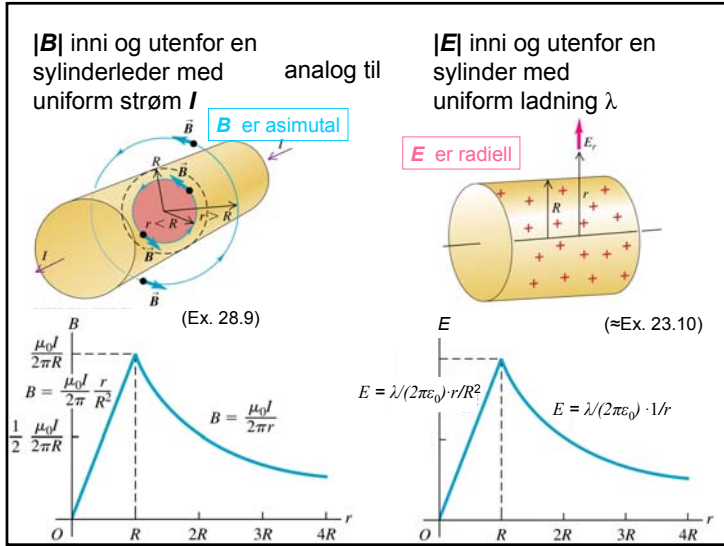 |B| inni og utenfor en
sylinderleder med
uniform strøm I
analog til
|E| inni og utenfor en
sylinder med
uniform ladning λ
B er asimutal
E er radiell
B⃗
I
R
B⃗
r < R
r > R
B⃗
I
B⃗
E_r
R
r
+ + + + + + + + + + + + + + + + +
(Ex. 28.9)
(≈Ex. 23.10)
B
μ₀I/2πR
B = μ₀I/2π r/R²
B = μ₀I/2πr
1/2 μ₀I/2πR
O R 2R 3R 4R r
E
E = λ/(2πε₀)·r/R²
E = λ/(2πε₀) ·1/r
O R 2R 3R 4R r